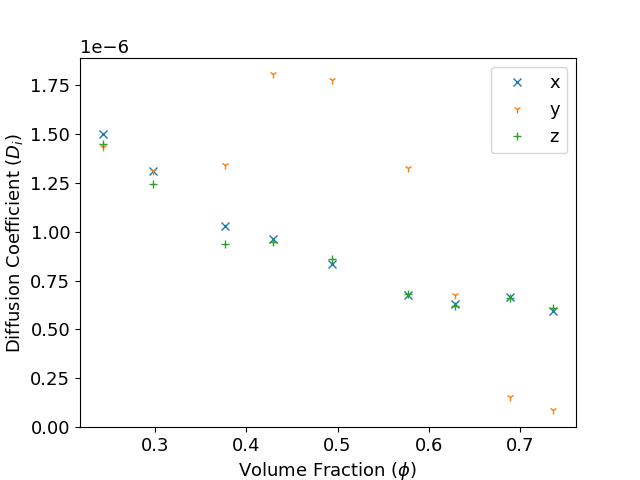 1e−6
1.75
1.50
1.25
1.00
0.75
0.50
0.25
0.00
Diffusion Coefficient (Dᵢ)
x
y
z
0.3 0.4 0.5 0.6 0.7
Volume Fraction (ϕ)